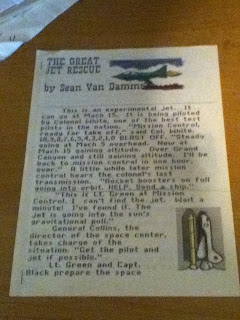 THE GREAT
JET RESCUE
by Sean Van Damme
This is an experimental jet. It
can go at Mach 15. It is being piloted
by Colonel White, one of the best test
pilots in the nation. "Mission Control,
ready for take off," said Col. White.
"10,9,8,7,6,5,4,3,2,1,0 BLAST OFF. "Steady
going at Mach 5 overhead. Now at
Mach 15 gaining altitude. Over Grand
Canyon and still gaining altitude. I'll be
back to mission control in one hour,
over." A little while later mission
control heard the colonel's last
transmission. "Rocket boosters on full
going into orbit. HELP. Send a ship."
"This is Lt. Green at Mission
Control. I can't find the jet. Wait a
minute! I've found it. The
jet is going into the sun's
gravitational pull."
General Collins, the
director of the space center,
takes charge of the
situation. "Get the pilot and
jet if possible."
Lt. Green and Capt.
Black prepare the space